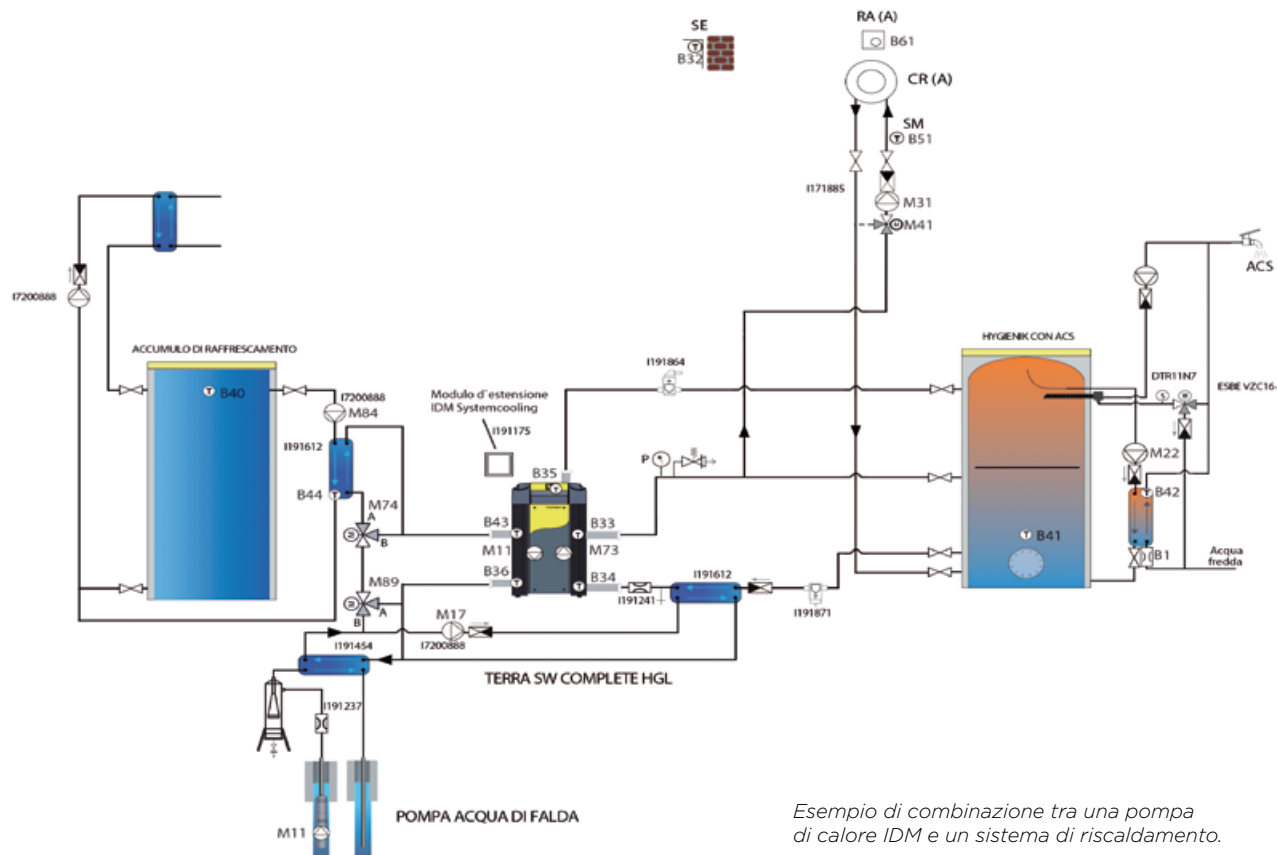 RA (A)
SE
B61
B32
CR (A)
SM
B51
I171885
M31
M41
ACS
I7200888
ACCUMULO DI RAFFRESCAMENTO
HYGIENIK CON ACS
I191864
DTR11N7
B40
I7200888
M84
Modulo d'estensione
IDM Systemcooling
I191175
ESBE VZC16-
I191612
P
M22
B35
B44
M74
A
B
B42
B43
B33
B41
M11
M73
B1
Acqua
fredda
B36
B34
I191612
M89
A
B
I191241
I191871
M17
I7200888
I191454
TERRA SW COMPLETE HGL
I191237
POMPA ACQUA DI FALDA
M11
Esempio di combinazione tra una pompa
di calore IDM e un sistema di riscaldamento.